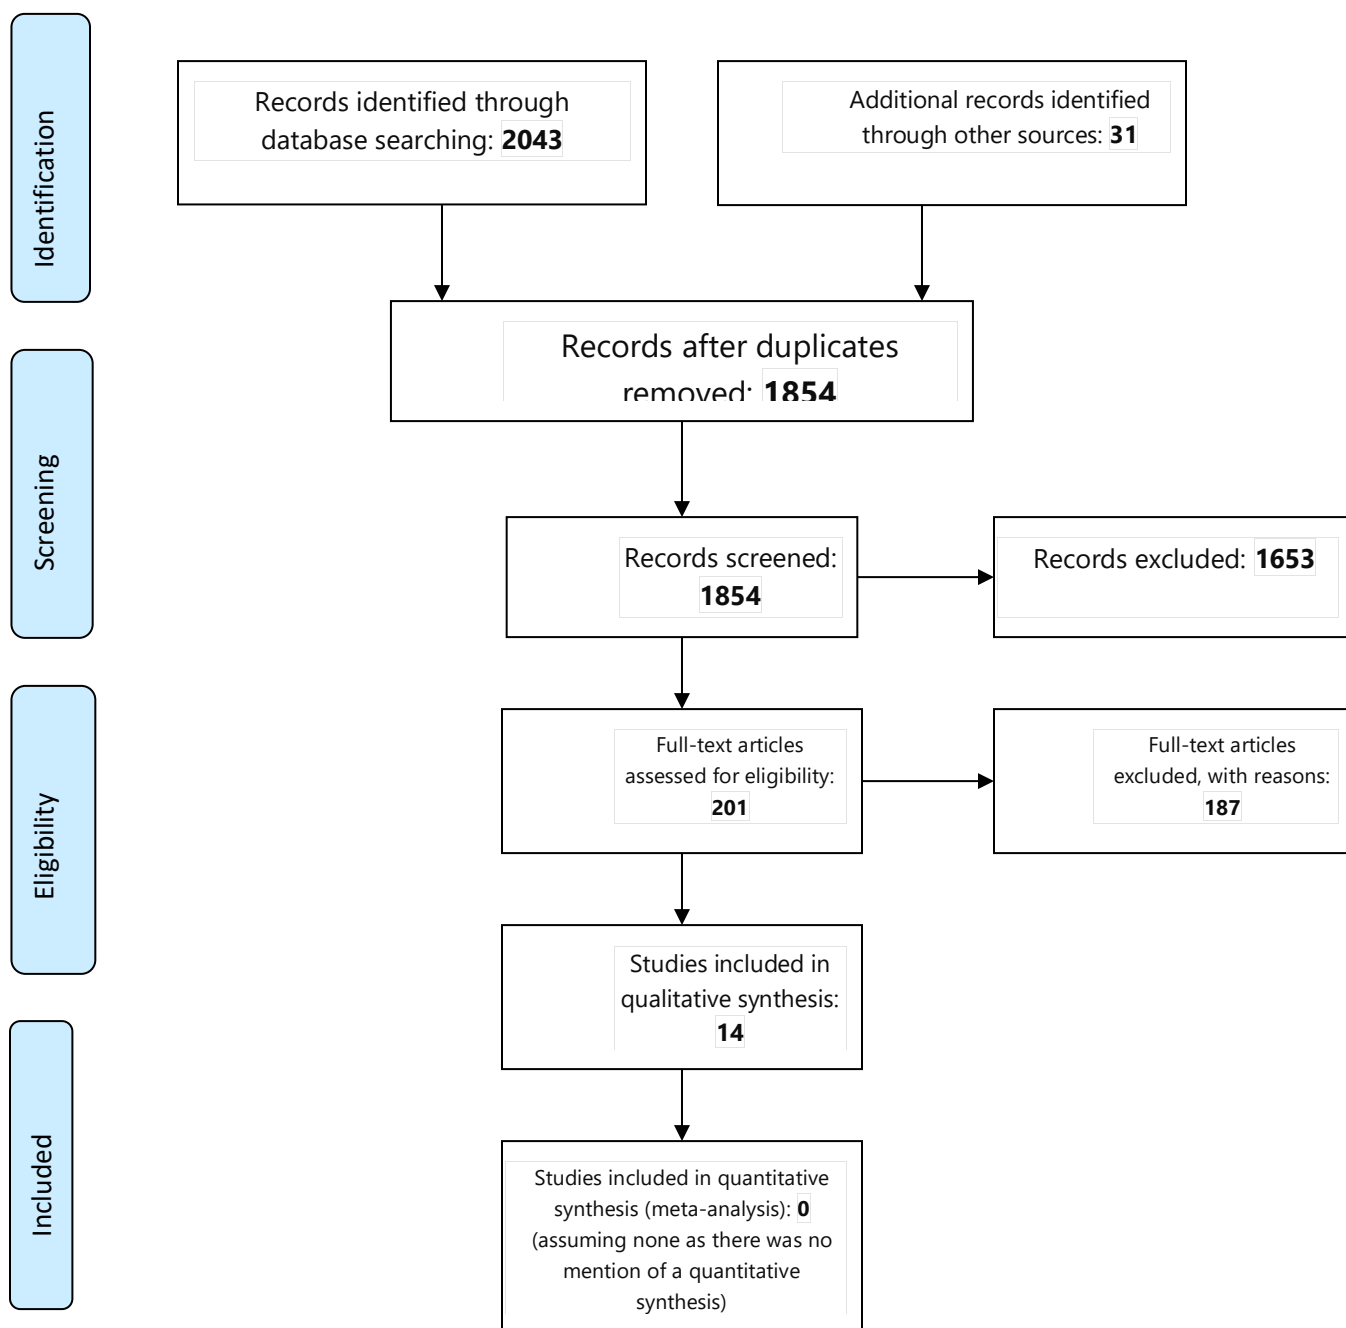 Identification
Records identified through
database searching: 2043
Additional records identified
through other sources: 31
Records after duplicates
removed: 1854
Screening
Records screened:
1854
Records excluded: 1653
Eligibility
Full-text articles
assessed for eligibility:
201
Full-text articles
excluded, with reasons:
187
Studies included in
qualitative synthesis:
14
Included
Studies included in quantitative
synthesis (meta-analysis): 0
(assuming none as there was no
mention of a quantitative
synthesis)